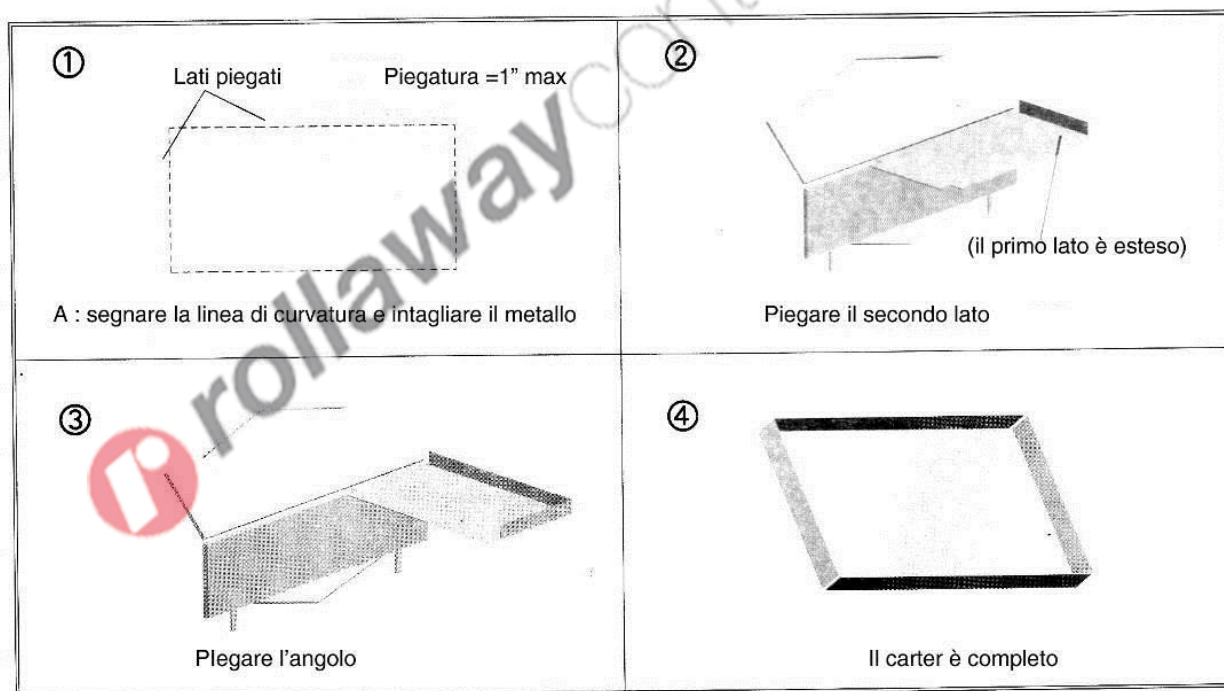 ①
Lati piegati
Piegatura =1” max
A : segnare la linea di curvatura e intagliare il metallo
②
(il primo lato è esteso)
Piegare il secondo lato
③
PIegare l'angolo
④
Il carter è completo
rollaway